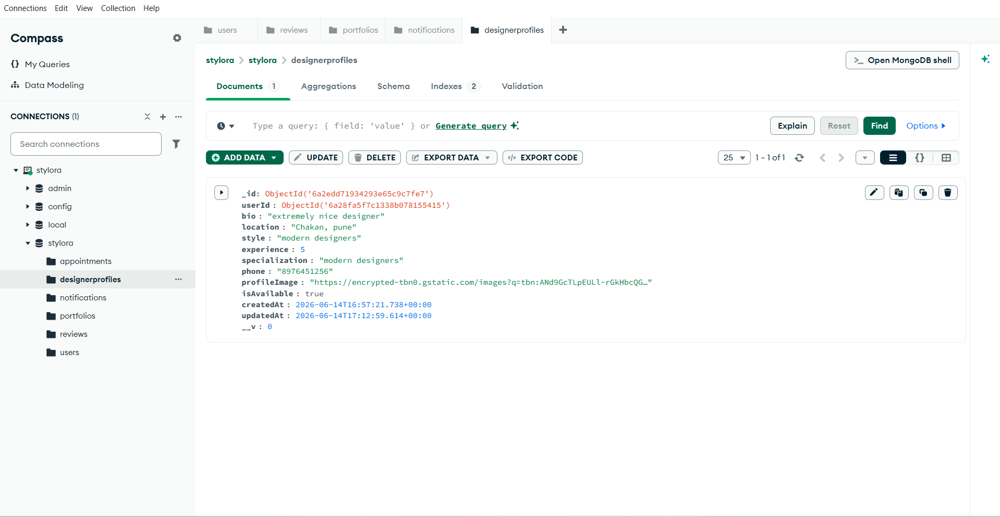 Connections Edit View Collection Help
Compass
My Queries
Data Modeling
CONNECTIONS (1)
Search connections
stylora
admin
config
local
stylora
appointments
designerprofiles
notifications
portfolios
reviews
users
users reviews portfolios notifications designerprofiles
stylora > stylora > designerprofiles
>_ Open MongoDB shell
Documents 1 Aggregations Schema Indexes 2 Validation
Type a query: { field: 'value' } or Generate query
Explain Reset Find Options
ADD DATA UPDATE DELETE EXPORT DATA </> EXPORT CODE
25 1 – 1 of 1 {}
_id: ObjectId('6a2edd71934293e65c9c7fe7')
userId : ObjectId('6a28fa5f7c1338b078155415')
bio : "extremely nice designer"
location : "Chakan, pune"
style : "modern designers"
experience : 5
specialization : "modern designers"
phone : "8976451256"
profileImage : "https://encrypted-tbn0.gstatic.com/images?q=tbn:ANd9GcTLpEULl-rGkHbcQG…"
isAvailable : true
createdAt : 2026-06-14T16:57:21.738+00:00
updatedAt : 2026-06-14T17:12:59.614+00:00
__v : 0